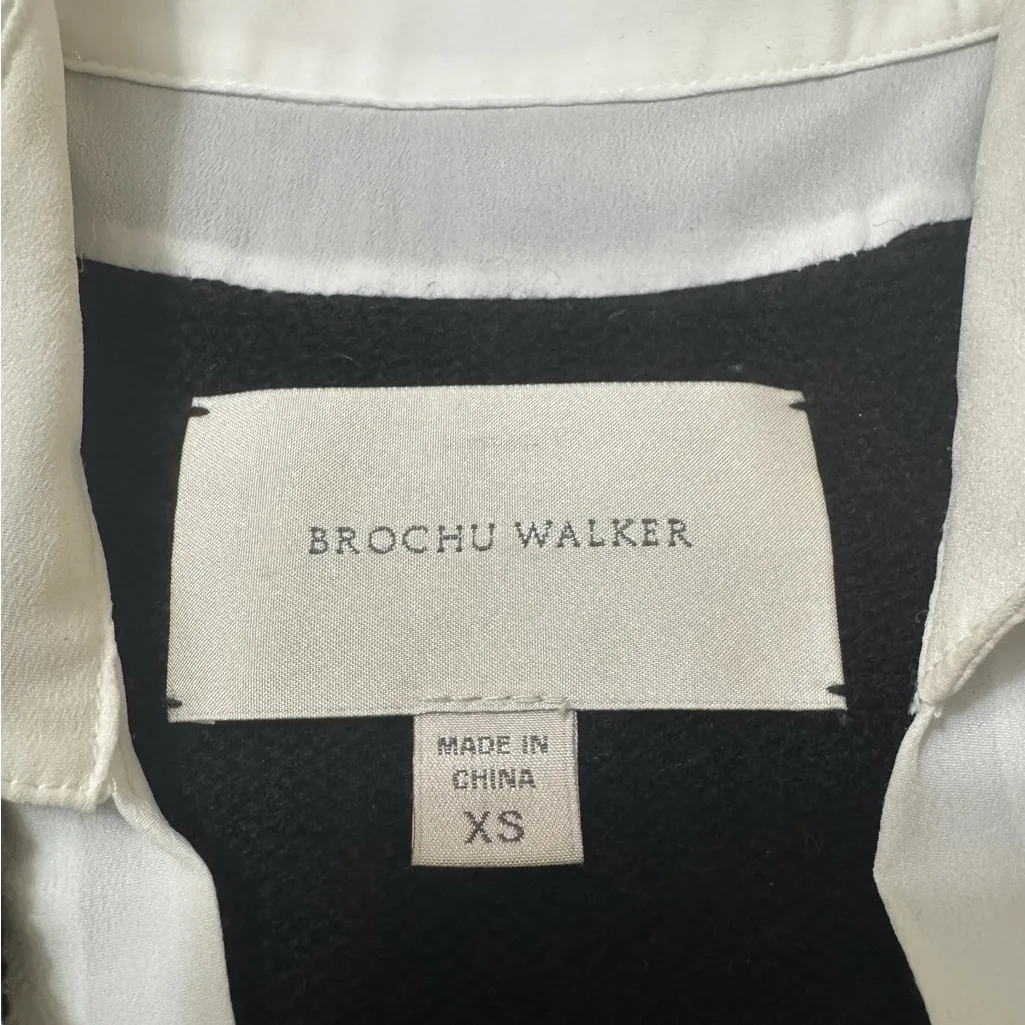 BROCHU WALKER
MADE IN
CHINA
XS